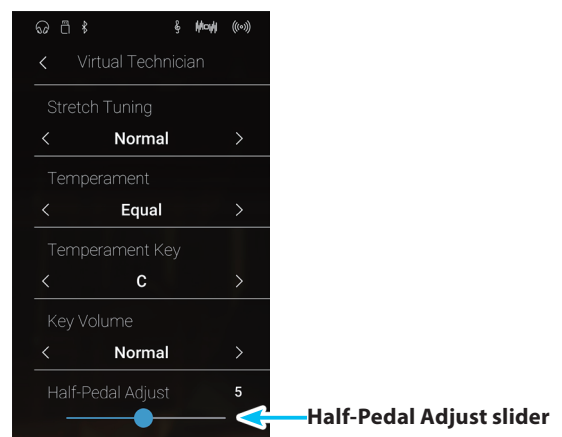 Virtual Technician
Stretch Tuning
Normal
Temperament
Equal
Temperament Key
C
Key Volume
Normal
Half-Pedal Adjust 5
Half-Pedal Adjust slider